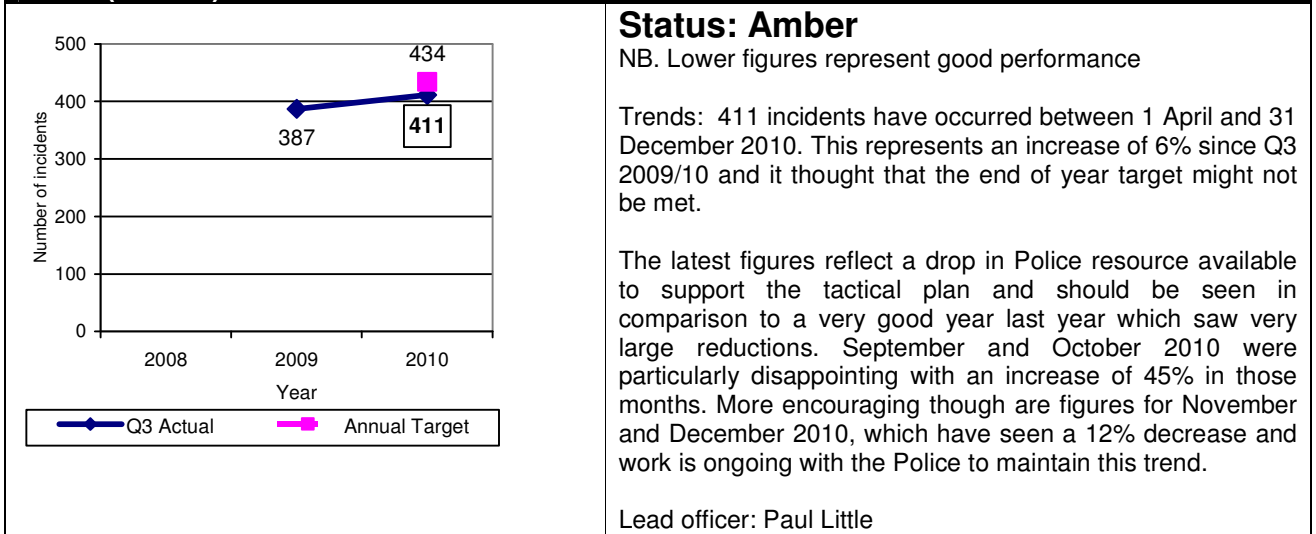 500
400
300
200
100
0
Number of incidents
434
387
411
2008 2009 2010
Year
Q3 Actual Annual Target
Status: Amber
NB. Lower figures represent good performance
Trends: 411 incidents have occurred between 1 April and 31
December 2010. This represents an increase of 6% since Q3
2009/10 and it thought that the end of year target might not
be met.
The latest figures reflect a drop in Police resource available
to support the tactical plan and should be seen in
comparison to a very good year last year which saw very
large reductions. September and October 2010 were
particularly disappointing with an increase of 45% in those
months. More encouraging though are figures for November
and December 2010, which have seen a 12% decrease and
work is ongoing with the Police to maintain this trend.
Lead officer: Paul Little